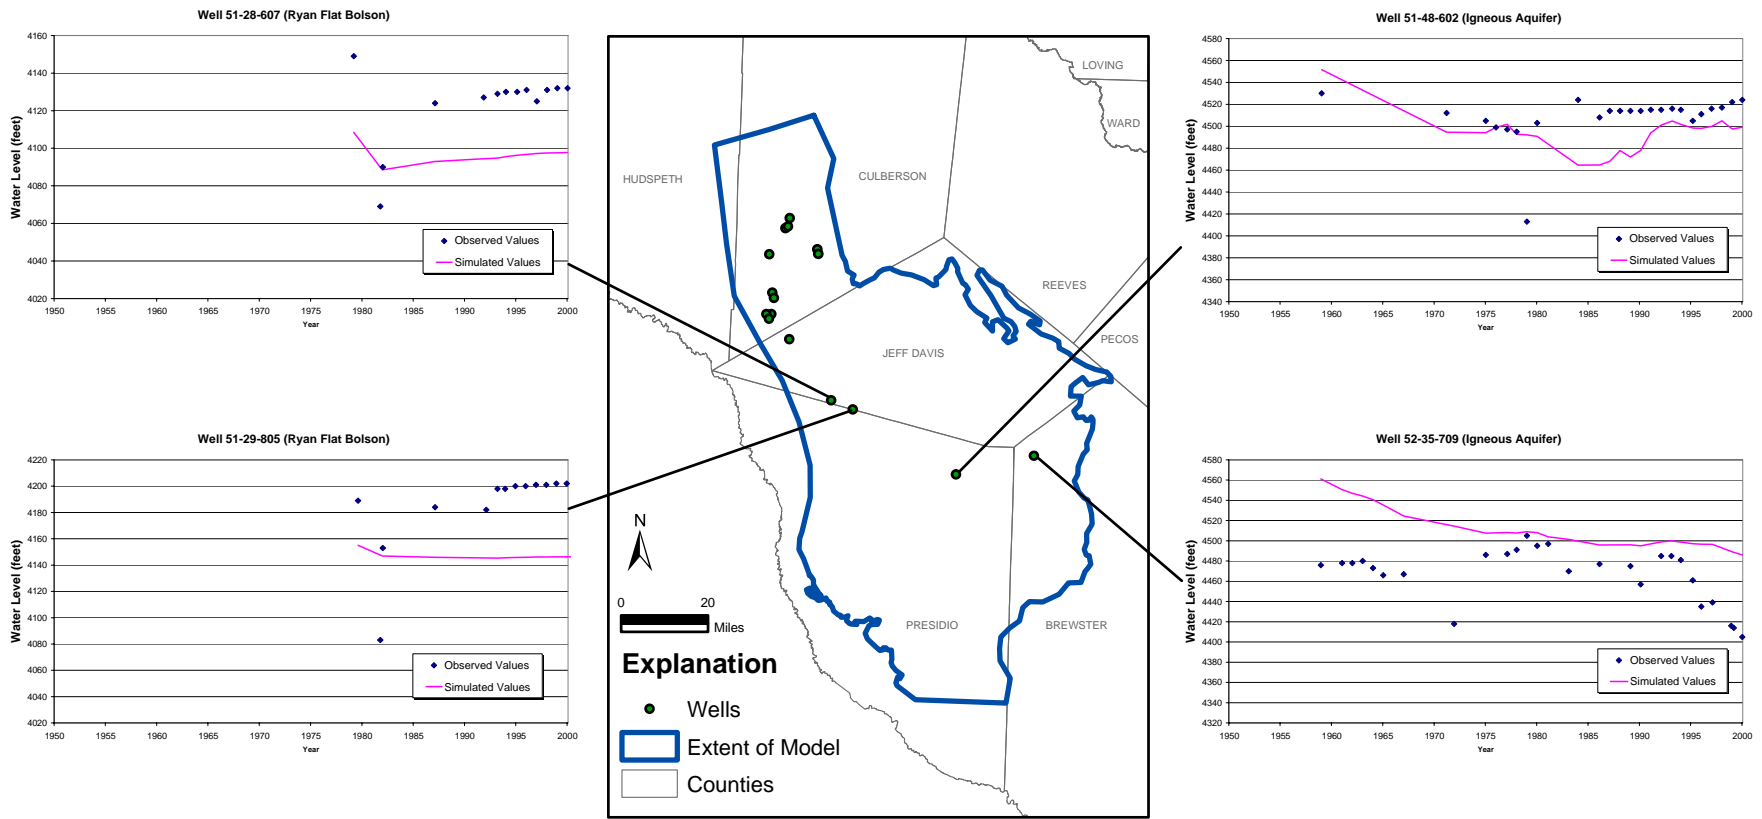 Well 51-28-607 (Ryan Flat Bolson)
Water Level (feet)
4160
4140
4120
4100
4080
4060
4040
4020
1950 1955 1960 1965 1970 1975 1980 1985 1990 1995 2000
Year
Observed Values
Simulated Values
Well 51-29-805 (Ryan Flat Bolson)
Water Level (feet)
4220
4200
4180
4160
4140
4120
4100
4080
4060
4040
4020
1950 1955 1960 1965 1970 1975 1980 1985 1990 1995 2000
Year
Observed Values
Simulated Values
LOVING
WARD
HUDSPETH
CULBERSON
REEVES
PECOS
JEFF DAVIS
PRESIDIO
BREWSTER
N
0 20
Miles
Explanation
Wells
Extent of Model
Counties
Well 51-48-602 (Igneous Aquifer)
Water Level (feet)
4580
4560
4540
4520
4500
4480
4460
4440
4420
4400
4380
4360
4340
1950 1955 1960 1965 1970 1975 1980 1985 1990 1995 2000
Year
Observed Values
Simulated Values
Well 52-35-709 (Igneous Aquifer)
Water Level (feet)
4580
4560
4540
4520
4500
4480
4460
4440
4420
4400
4380
4360
4340
4320
1950 1955 1960 1965 1970 1975 1980 1985 1990 1995 2000
Year
Observed Values
Simulated Values